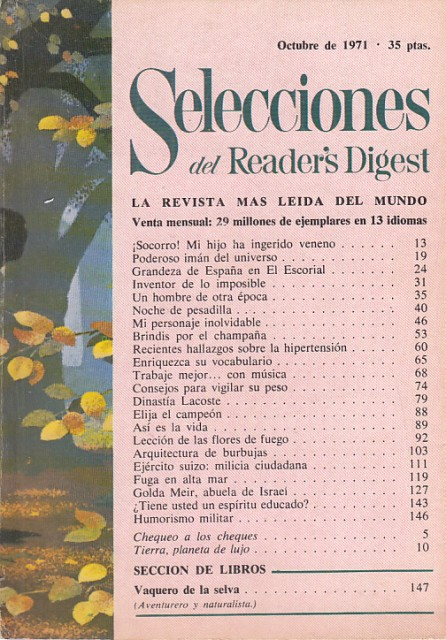 Octubre de 1971 · 35 ptas.
Selecciones
del Reader's Digest
LA REVISTA MAS LEIDA DEL MUNDO
Venta mensual: 29 millones de ejemplares en 13 idiomas
¡Socorro! Mi hijo ha ingerido veneno . . . . . . 13
Poderoso imán del universo . . . . . . . . . . . 19
Grandeza de España en El Escorial . . . . . . . 24
Inventor de lo imposible . . . . . . . . . . . . 31
Un hombre de otra época . . . . . . . . . . . . 35
Noche de pesadilla . . . . . . . . . . . . . . . 40
Mi personaje inolvidable . . . . . . . . . . . . 46
Brindis por el champaña . . . . . . . . . . . . 53
Recientes hallazgos sobre la hipertensión . . . . 60
Enriquezca su vocabulario . . . . . . . . . . . 65
Trabaje mejor... con música . . . . . . . . . . 68
Consejos para vigilar su peso . . . . . . . . . 74
Dinastía Lacoste . . . . . . . . . . . . . . . . 79
Elija el campeón . . . . . . . . . . . . . . . . 88
Así es la vida . . . . . . . . . . . . . . . . . 89
Lección de las flores de fuego . . . . . . . . . 92
Arquitectura de burbujas . . . . . . . . . . . . 103
Ejército suizo: milicia ciudadana . . . . . . . . 111
Fuga en alta mar . . . . . . . . . . . . . . . . 119
Golda Meir, abuela de Israel . . . . . . . . . . 127
¿Tiene usted un espíritu educado? . . . . . . . . 143
Humorismo militar . . . . . . . . . . . . . . . 146
Chequeo a los cheques . . . . . . . . . . . . . 5
Tierra, planeta de lujo . . . . . . . . . . . . . 10
SECCION DE LIBROS
Vaquero de la selva . . . . . . . . . . . . . . 147
(Aventurero y naturalista.)